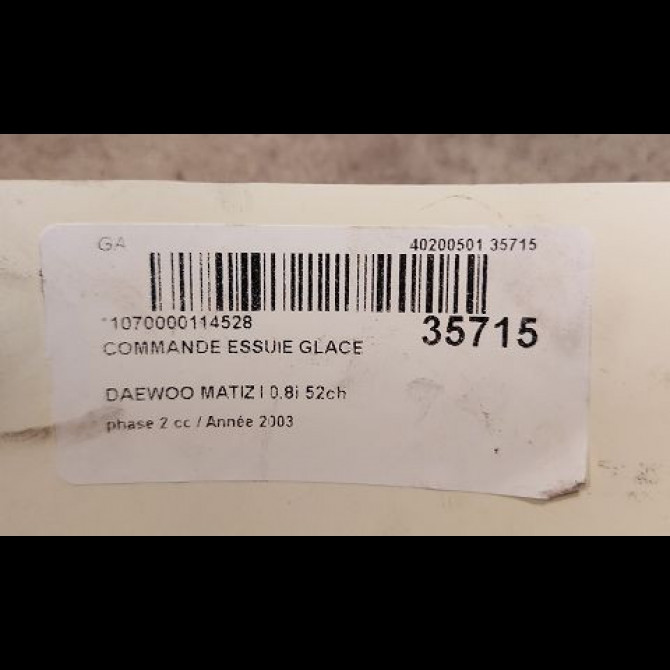 GA 40200501 35715
*1070000114528 35715
COMMANDE ESSUIE GLACE
DAEWOO MATIZ I 0.8i 52ch
phase 2 cc / Année 2003